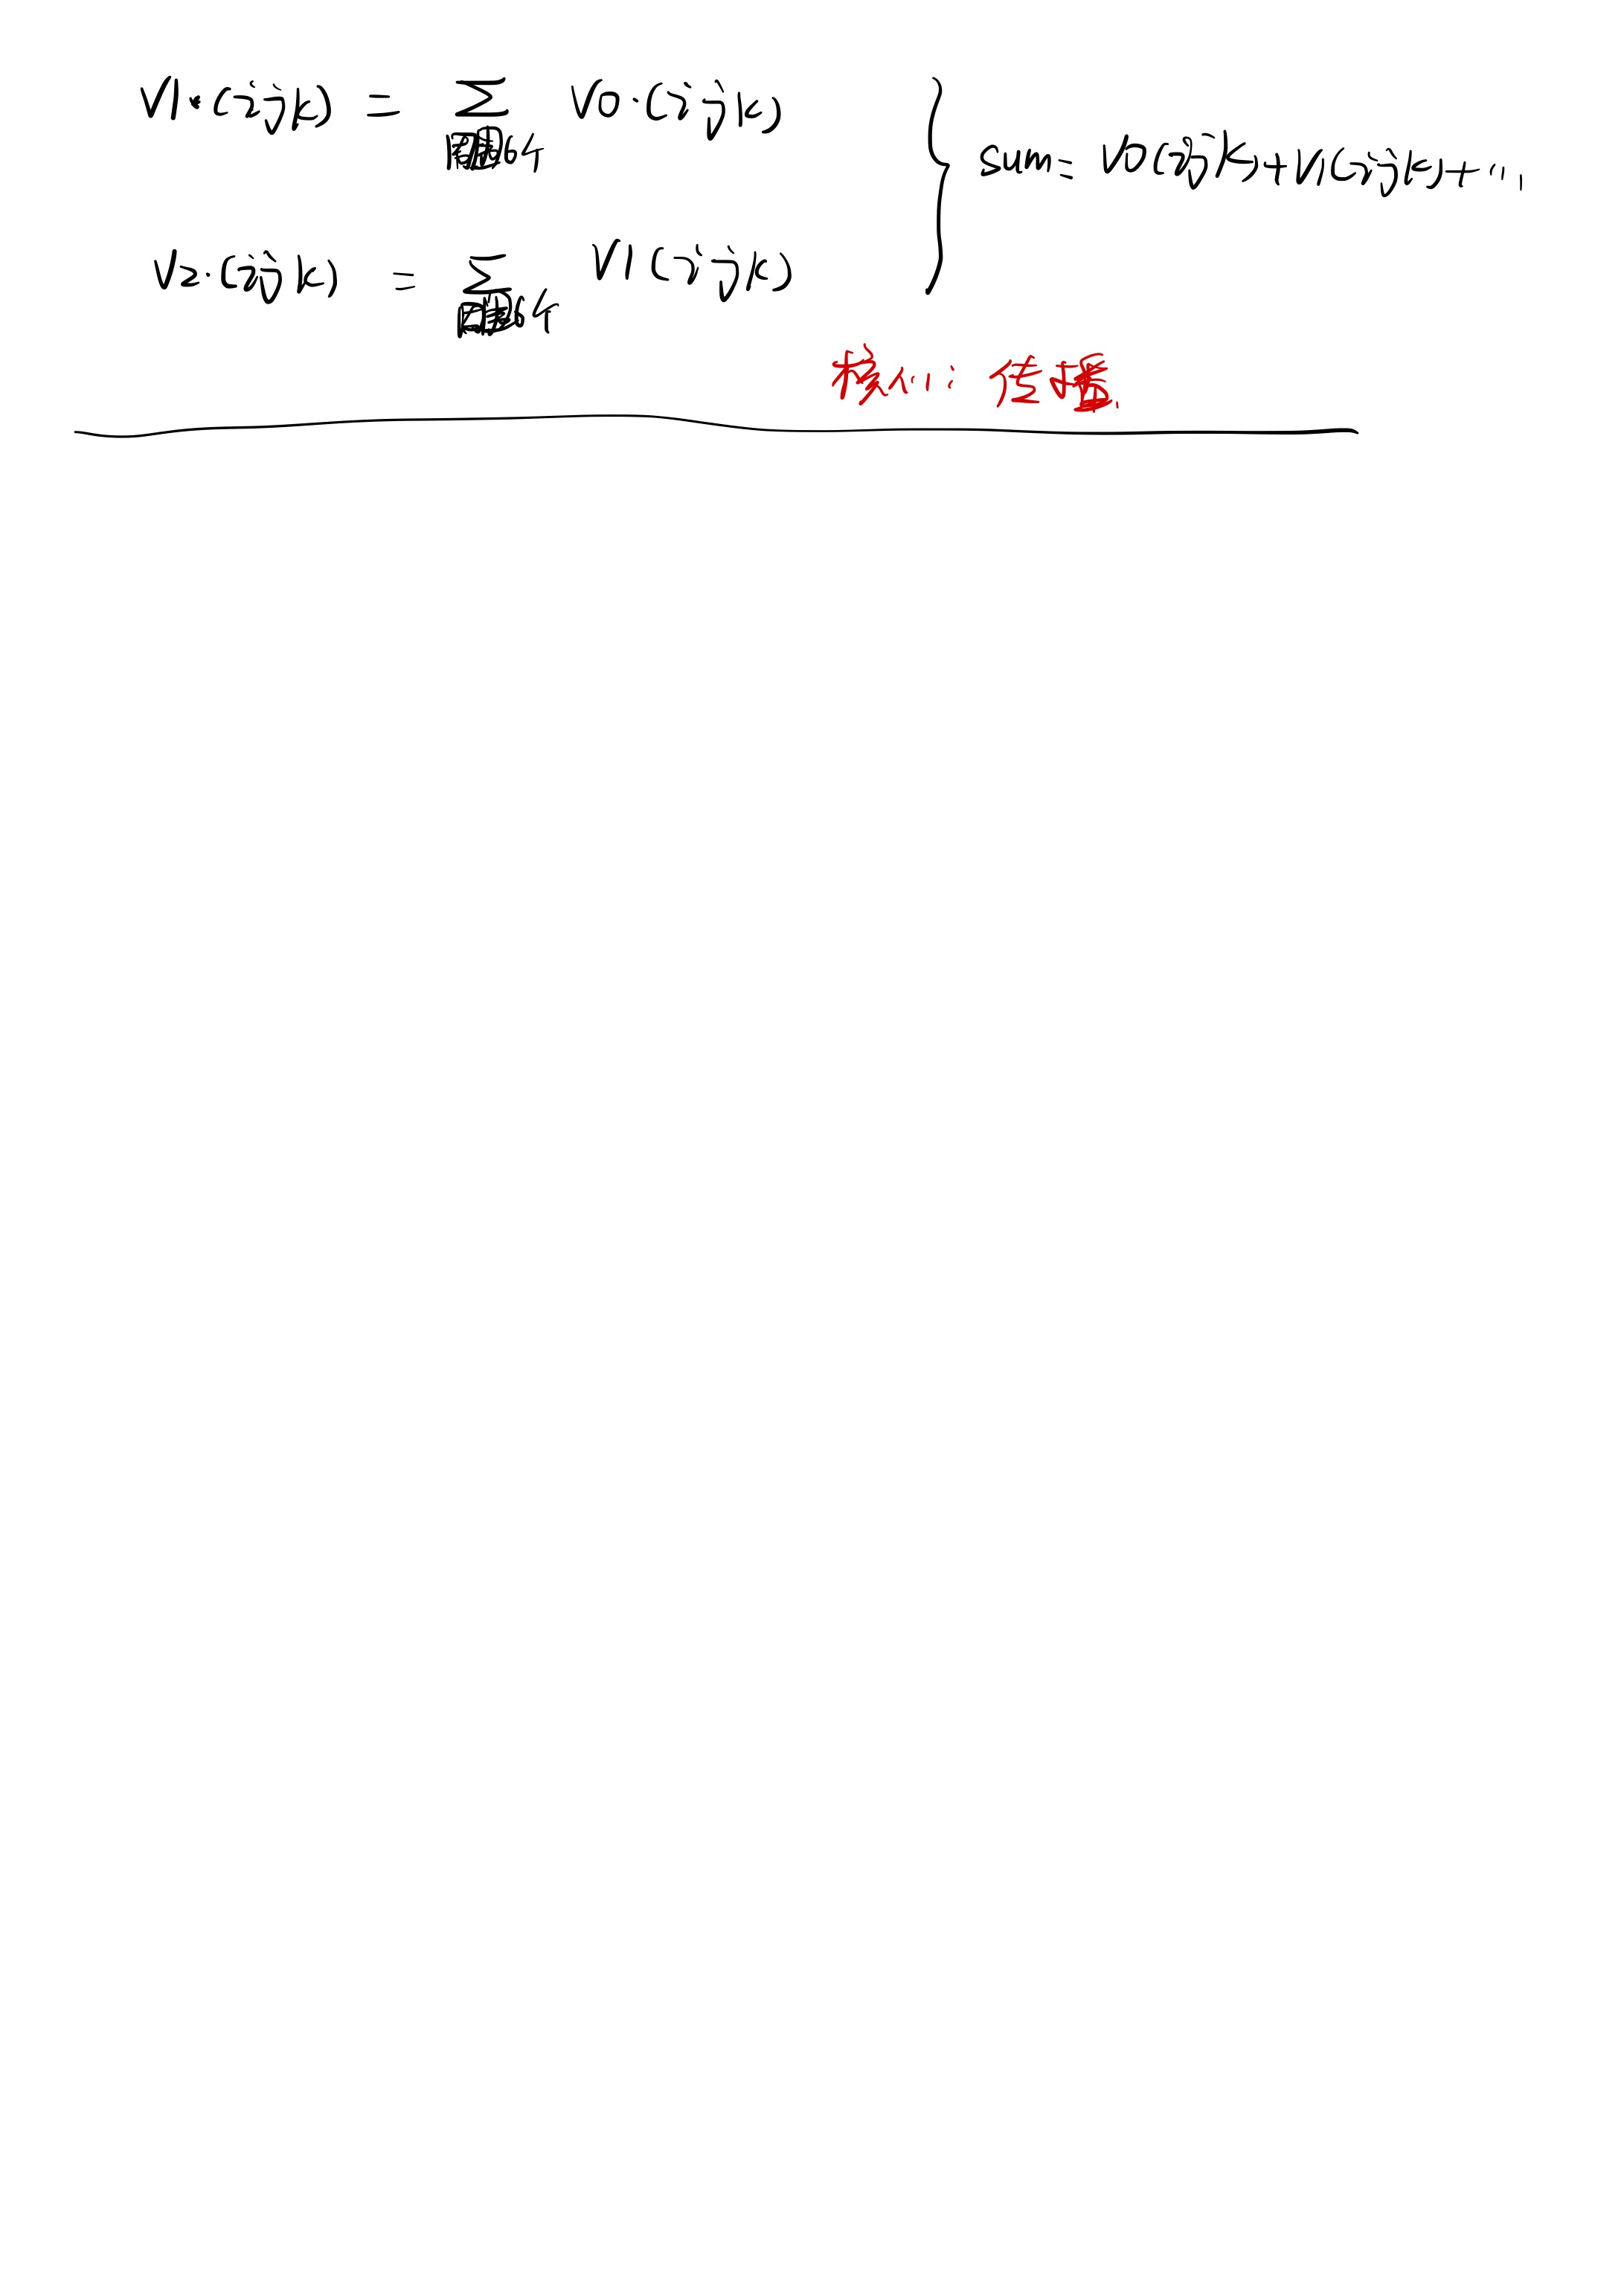 V1·(i,j,k) = ∑ V0·(i,j,k)
周围6个
sum = V0(i,j,k)+V1(i,j,k)+…,
V2·(i,j,k) = ∑ V1(i,j,k)
周围6个
核心: 传播.